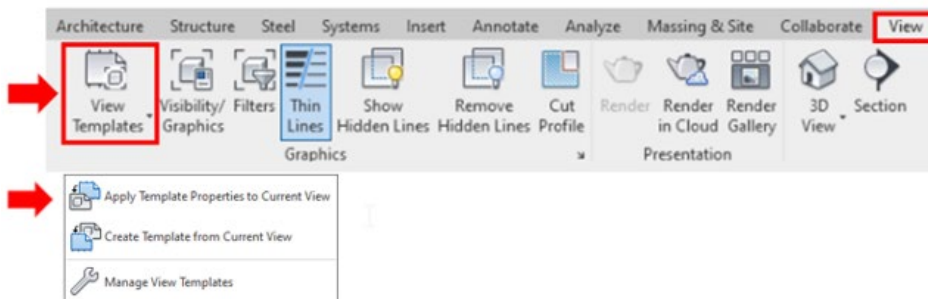 Architecture Structure Steel Systems Insert Annotate Analyze Massing & Site Collaborate View
View Templates Visibility/ Graphics Filters Thin Lines Show Hidden Lines Remove Hidden Lines Cut Profile Render Render in Cloud Render Gallery 3D View Section
Graphics Presentation
Apply Template Properties to Current View
Create Template from Current View
Manage View Templates